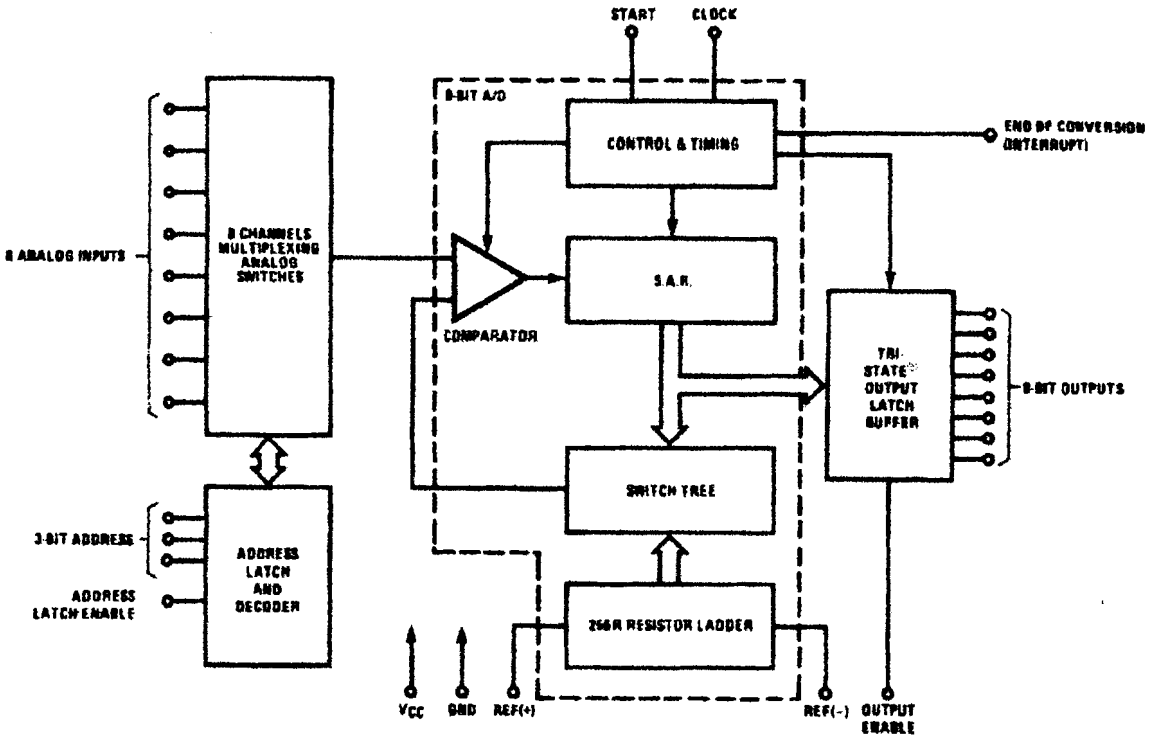 START
CLOCK
8-BIT A/D
CONTROL & TIMING
END OF CONVERSION
(INTERRUPT)
8 ANALOG INPUTS
8 CHANNELS
MULTIPLEXING
ANALOG
SWITCHES
S.A.R.
COMPARATOR
TRI-
STATE®
OUTPUT
LATCH
BUFFER
8-BIT OUTPUTS
SWITCH TREE
3-BIT ADDRESS
ADDRESS
LATCH ENABLE
ADDRESS
LATCH
AND
DECODER
256R RESISTOR LADDER
VCC
GND
REF(+)
REF(-)
OUTPUT
ENABLE